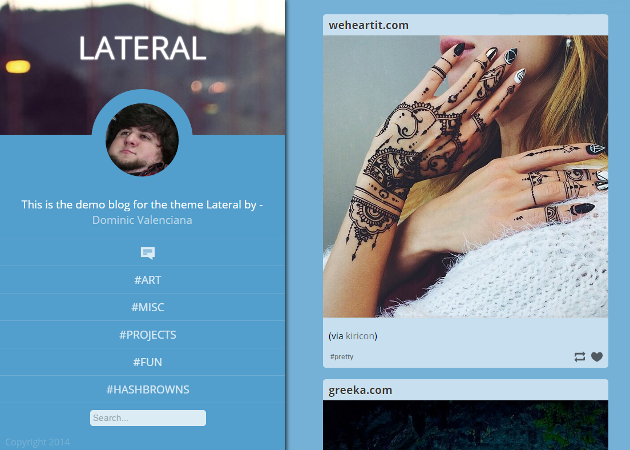 LATERAL
This is the demo blog for the theme Lateral by -
Dominic Valenciana
#ART
#MISC
#PROJECTS
#FUN
#HASHBROWNS
Search...
Copyright 2014
weheartit.com
(via kiricon)
#pretty
greeka.com